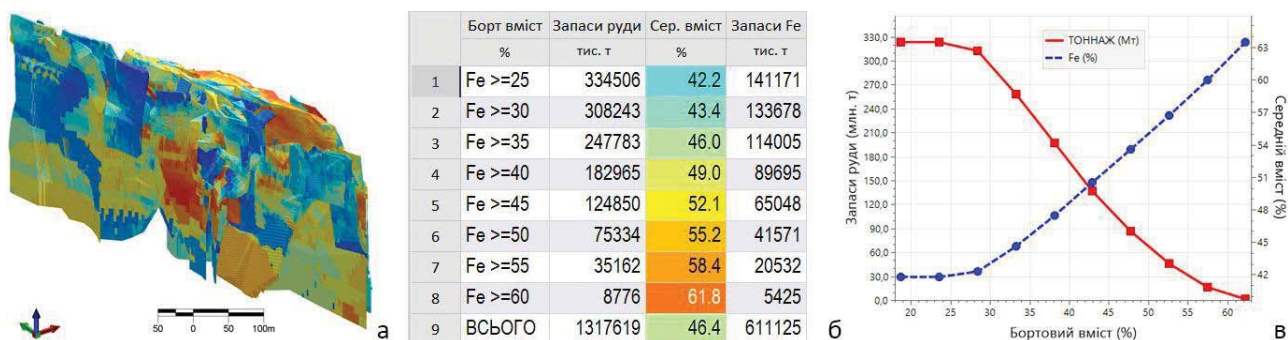 50 0 50 100m
а
Борт вміст Запаси руди Сер. вміст Запаси Fe
% тис. т % тис. т
1 Fe >=25 334506 42.2 141171
2 Fe >=30 308243 43.4 133678
3 Fe >=35 247783 46.0 114005
4 Fe >=40 182965 49.0 89695
5 Fe >=45 124850 52.1 65048
6 Fe >=50 75334 55.2 41571
7 Fe >=55 35162 58.4 20532
8 Fe >=60 8776 61.8 5425
9 ВСЬОГО 1317619 46.4 611125
б
Запаси руди (млн. т)
330,0
300,0
270,0
240,0
210,0
180,0
150,0
120,0
90,0
60,0
30,0
0,0
ТОННАЖ (Мт)
Fe (%)
63
60
57
54
51
48
45
42
Середній вміст (%)
20 25 30 35 40 45 50 55 60
Бортовий вміст (%)
в